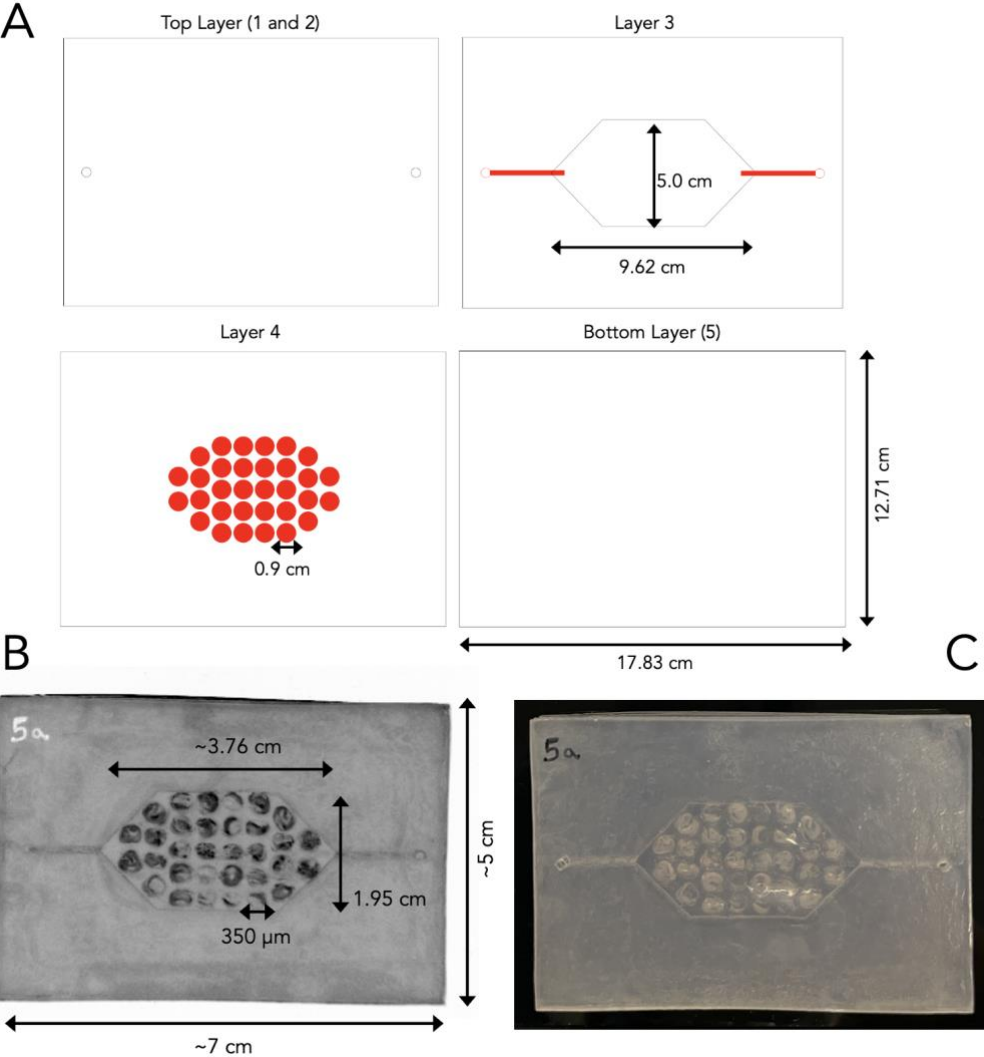 A
Top Layer (1 and 2)
Layer 3
5.0 cm
9.62 cm
Layer 4
Bottom Layer (5)
0.9 cm
12.71 cm
17.83 cm
B
C
5a
~3.76 cm
1.95 cm
350 μm
~5 cm
~7 cm
5a